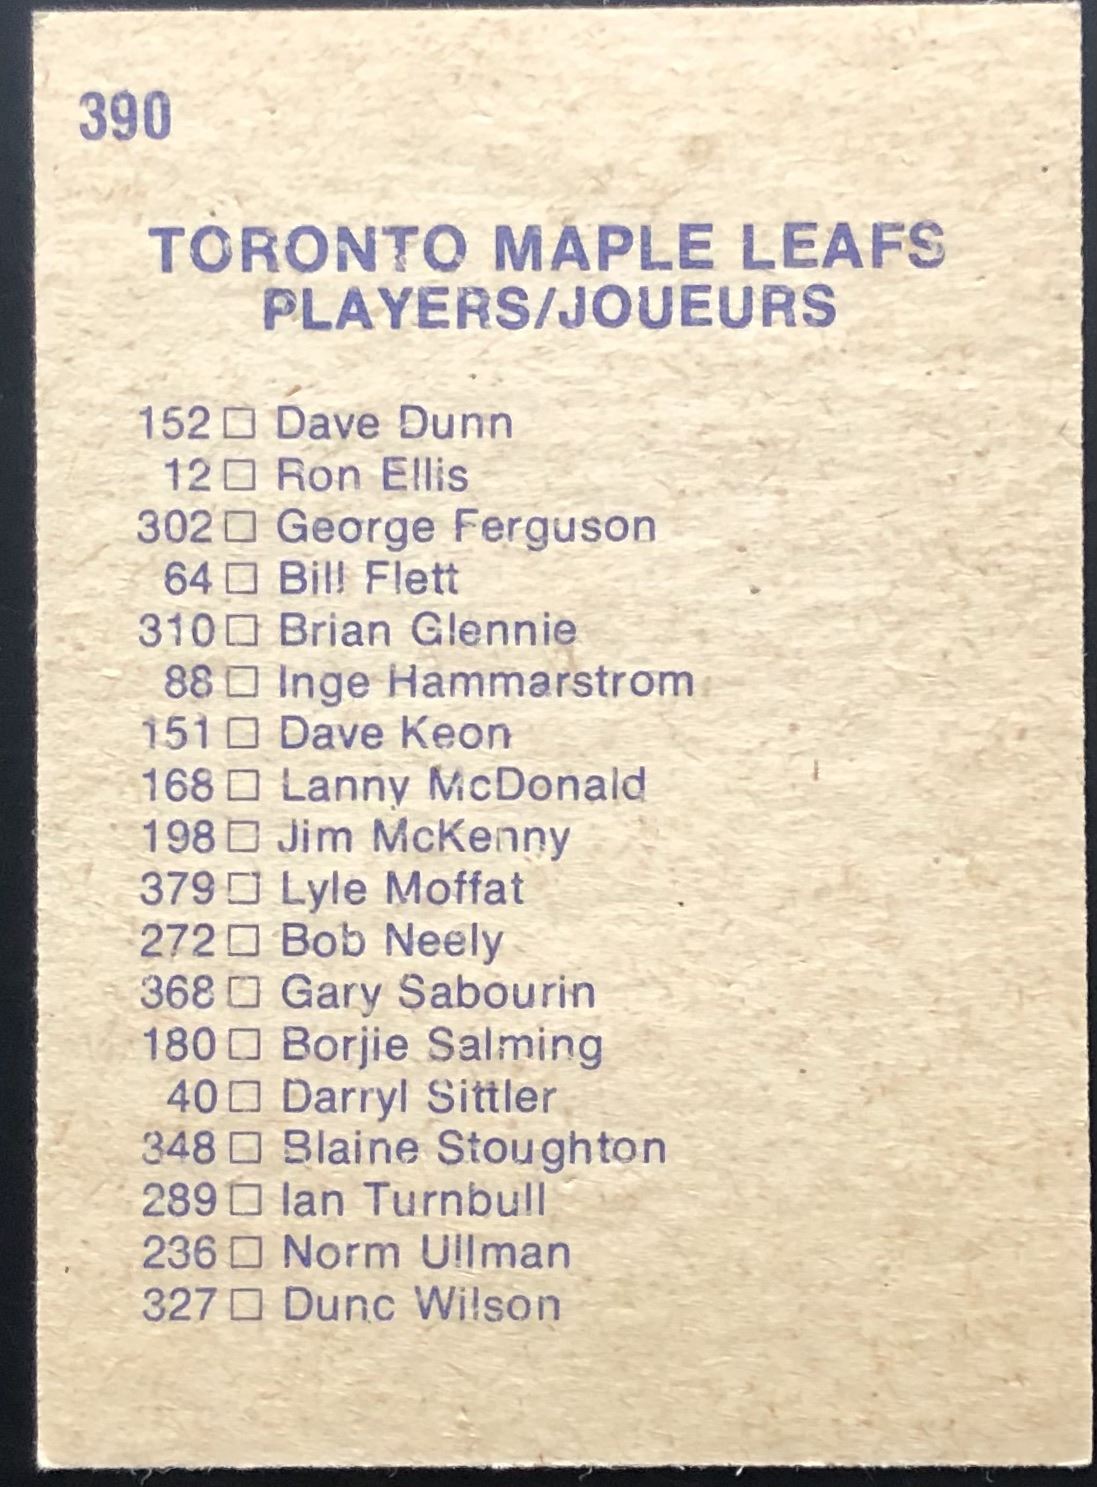 390
TORONTO MAPLE LEAFS
PLAYERS/JOUEURS
152 □ Dave Dunn
12 □ Ron Ellis
302 □ George Ferguson
64 □ Bill Flett
310 □ Brian Glennie
88 □ Inge Hammarstrom
151 □ Dave Keon
168 □ Lanny McDonald
198 □ Jim McKenny
379 □ Lyle Moffat
272 □ Bob Neely
368 □ Gary Sabourin
180 □ Borjie Salming
40 □ Darryl Sittler
348 □ Blaine Stoughton
289 □ Ian Turnbull
236 □ Norm Ullman
327 □ Dunc Wilson